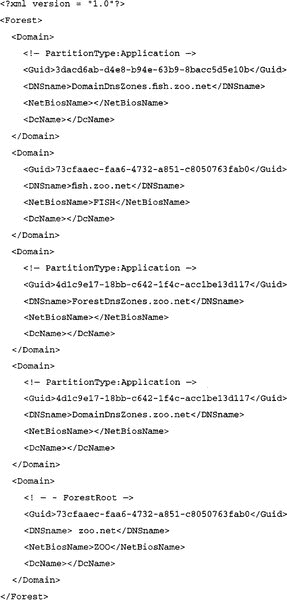 <?xml version = "1.0"?>
<Forest>
<Domain>
<!— PartitionType:Application —>
<Guid>3dacd6ab-d4e8-b94e-63b9-8bacc5d5e10b</Guid>
<DNSname>DomainDnsZones.fish.zoo.net</DNSname>
<NetBiosName></NetBiosName>
<DcName></DcName>
</Domain>
<Domain>
<Guid>73cfaaec-faa6-4732-a851-c8050763fab0</Guid>
<DNSname>fish.zoo.net</DNSname>
<NetBiosName>FISH</NetBiosName>
<DcName></DcName>
</Domain>
<Domain>
<!— PartitionType:Application —>
<Guid>4d1c9e17-18bb-c642-1f4c-acc1be13d117</Guid>
<DNSname>ForestDnsZones.zoo.net</DNSname>
<NetBiosName></NetBiosName>
<DcName></DcName>
</Domain>
<Domain>
<!— PartitionType:Application —>
<Guid>4d1c9e17-18bb-c642-1f4c-acc1be13d117</Guid>
<DNSname>DomainDnsZones.zoo.net</DNSname>
<NetBiosName></NetBiosName>
<DcName></DcName>
</Domain>
<Domain>
<! — - ForestRoot —>
<Guid>73cfaaec-faa6-4732-a851-c8050763fab0</Guid>
<DNSname> zoo.net</DNSname>
<NetBiosName>ZOO</NetBiosName>
<DcName></DcName>
</Domain>
</Forest>